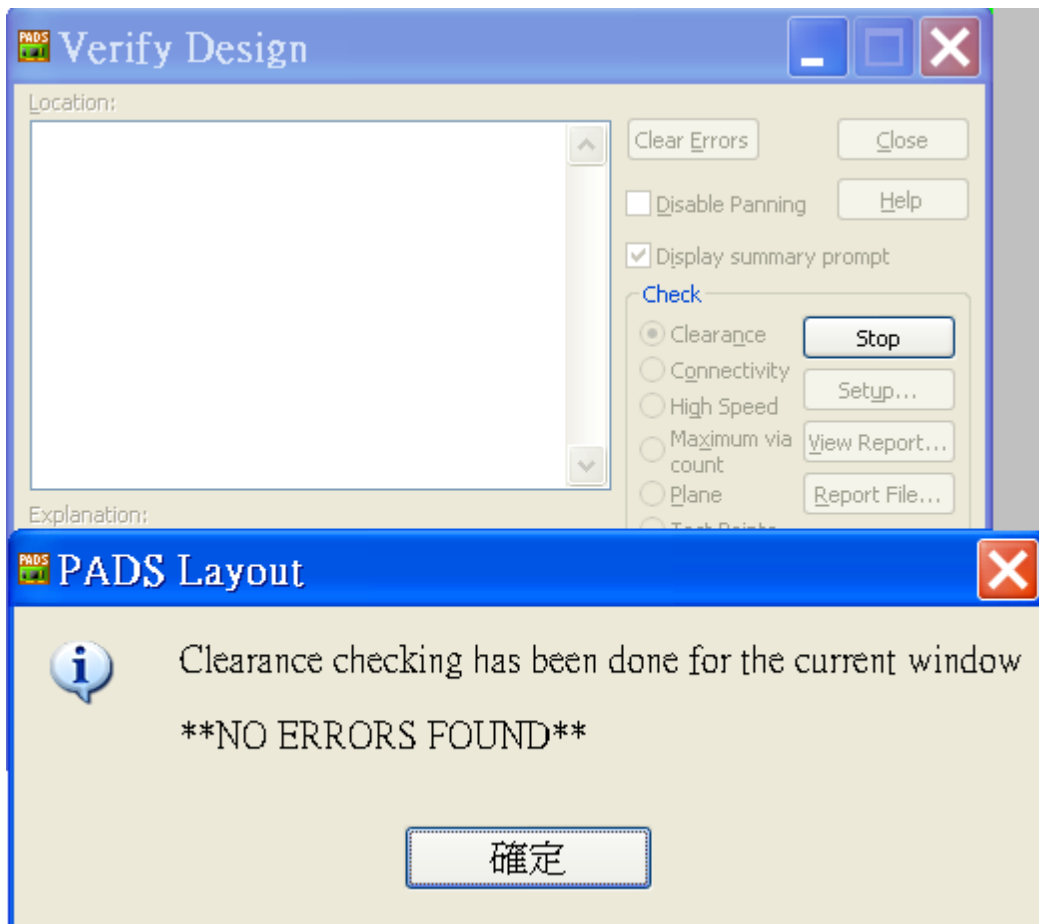 PADS
Verify Design
Location:
Clear Errors
Close
Disable Panning
Help
Display summary prompt
Check
Clearance
Stop
Connectivity
Setup...
High Speed
Maximum via
count
View Report...
Plane
Report File...
Explanation:
Test Points
PADS
PADS Layout
Clearance checking has been done for the current window
**NO ERRORS FOUND**
確定